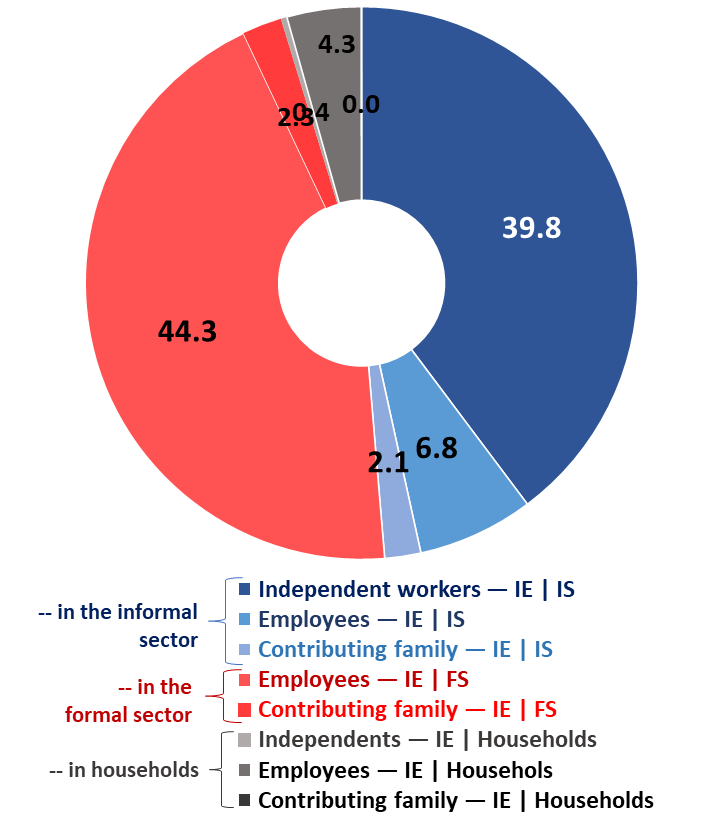 4.3
0.0
2.3
0.4
39.8
44.3
6.8
2.1
-- in the informal sector
Independent workers — IE | IS
Employees — IE | IS
Contributing family — IE | IS
-- in the
formal sector
Employees — IE | FS
Contributing family — IE | FS
-- in households
Independents — IE | Households
Employees — IE | Househols
Contributing family — IE | Households